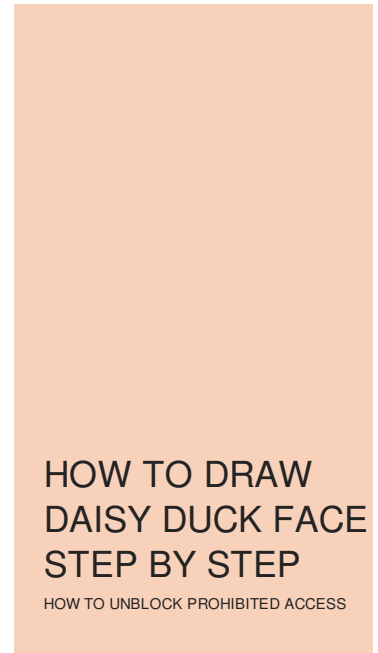 HOW TO DRAW
DAISY DUCK FACE
STEP BY STEP
HOW TO UNBLOCK PROHIBITED ACCESS